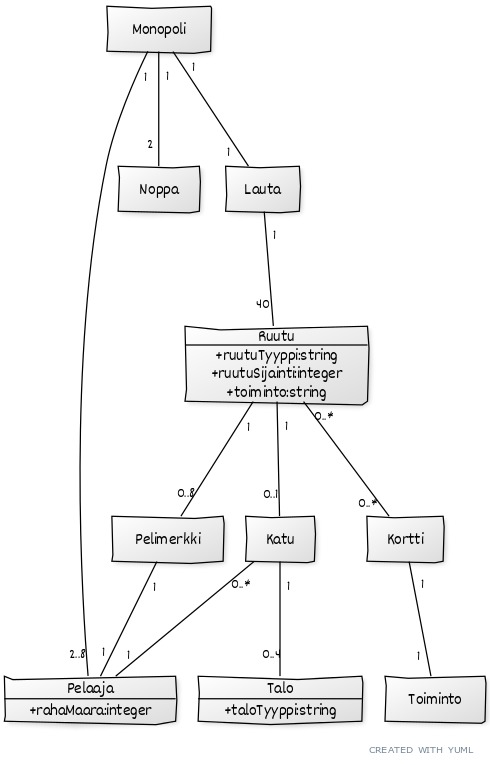 Monopoli
1
1
1
2
1
Noppa
Lauta
1
40
Ruutu
+ruutuTyyppi:string
+ruutuSijainti:integer
+toiminto:string
0..*
1
1
0..8
0..1
0..*
Pelimerkki
Katu
Kortti
1
0..*
1
1
2..8
1
1
0..4
1
Pelaaja
+rahaMaara:integer
Talo
+taloTyyppi:string
Toiminto
CREATED WITH YUML